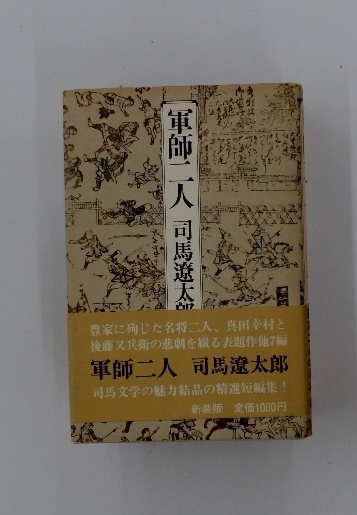 軍師二人 司馬遼太郎
豊家に殉じた名将二人、真田幸村と
後藤又兵衛の悲劇を綴る表題作他7編
軍師二人 司馬遼太郎
司馬文学の魅力結晶の精選短編集!
新装版 定価1000円